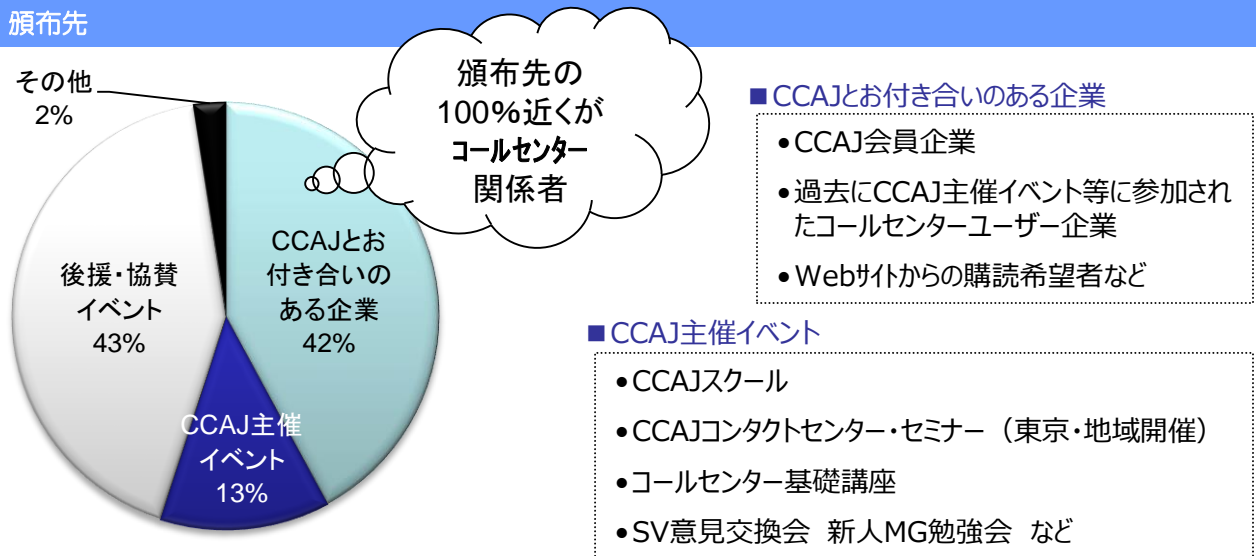 頒布先
その他
2%
頒布先の
100%近くが
コールセンター
関係者
CCAJとお
付き合いの
ある企業
42%
後援・協賛
イベント
43%
CCAJ主催
イベント
13%
■CCAJとお付き合いのある企業
•CCAJ会員企業
•過去にCCAJ主催イベント等に参加され
たコールセンターユーザー企業
•Webサイトからの購読希望者など
■CCAJ主催イベント
•CCAJスクール
•CCAJコンタクトセンター・セミナー（東京・地域開催）
•コールセンター基礎講座
•SV意見交換会 新人MG勉強会 など